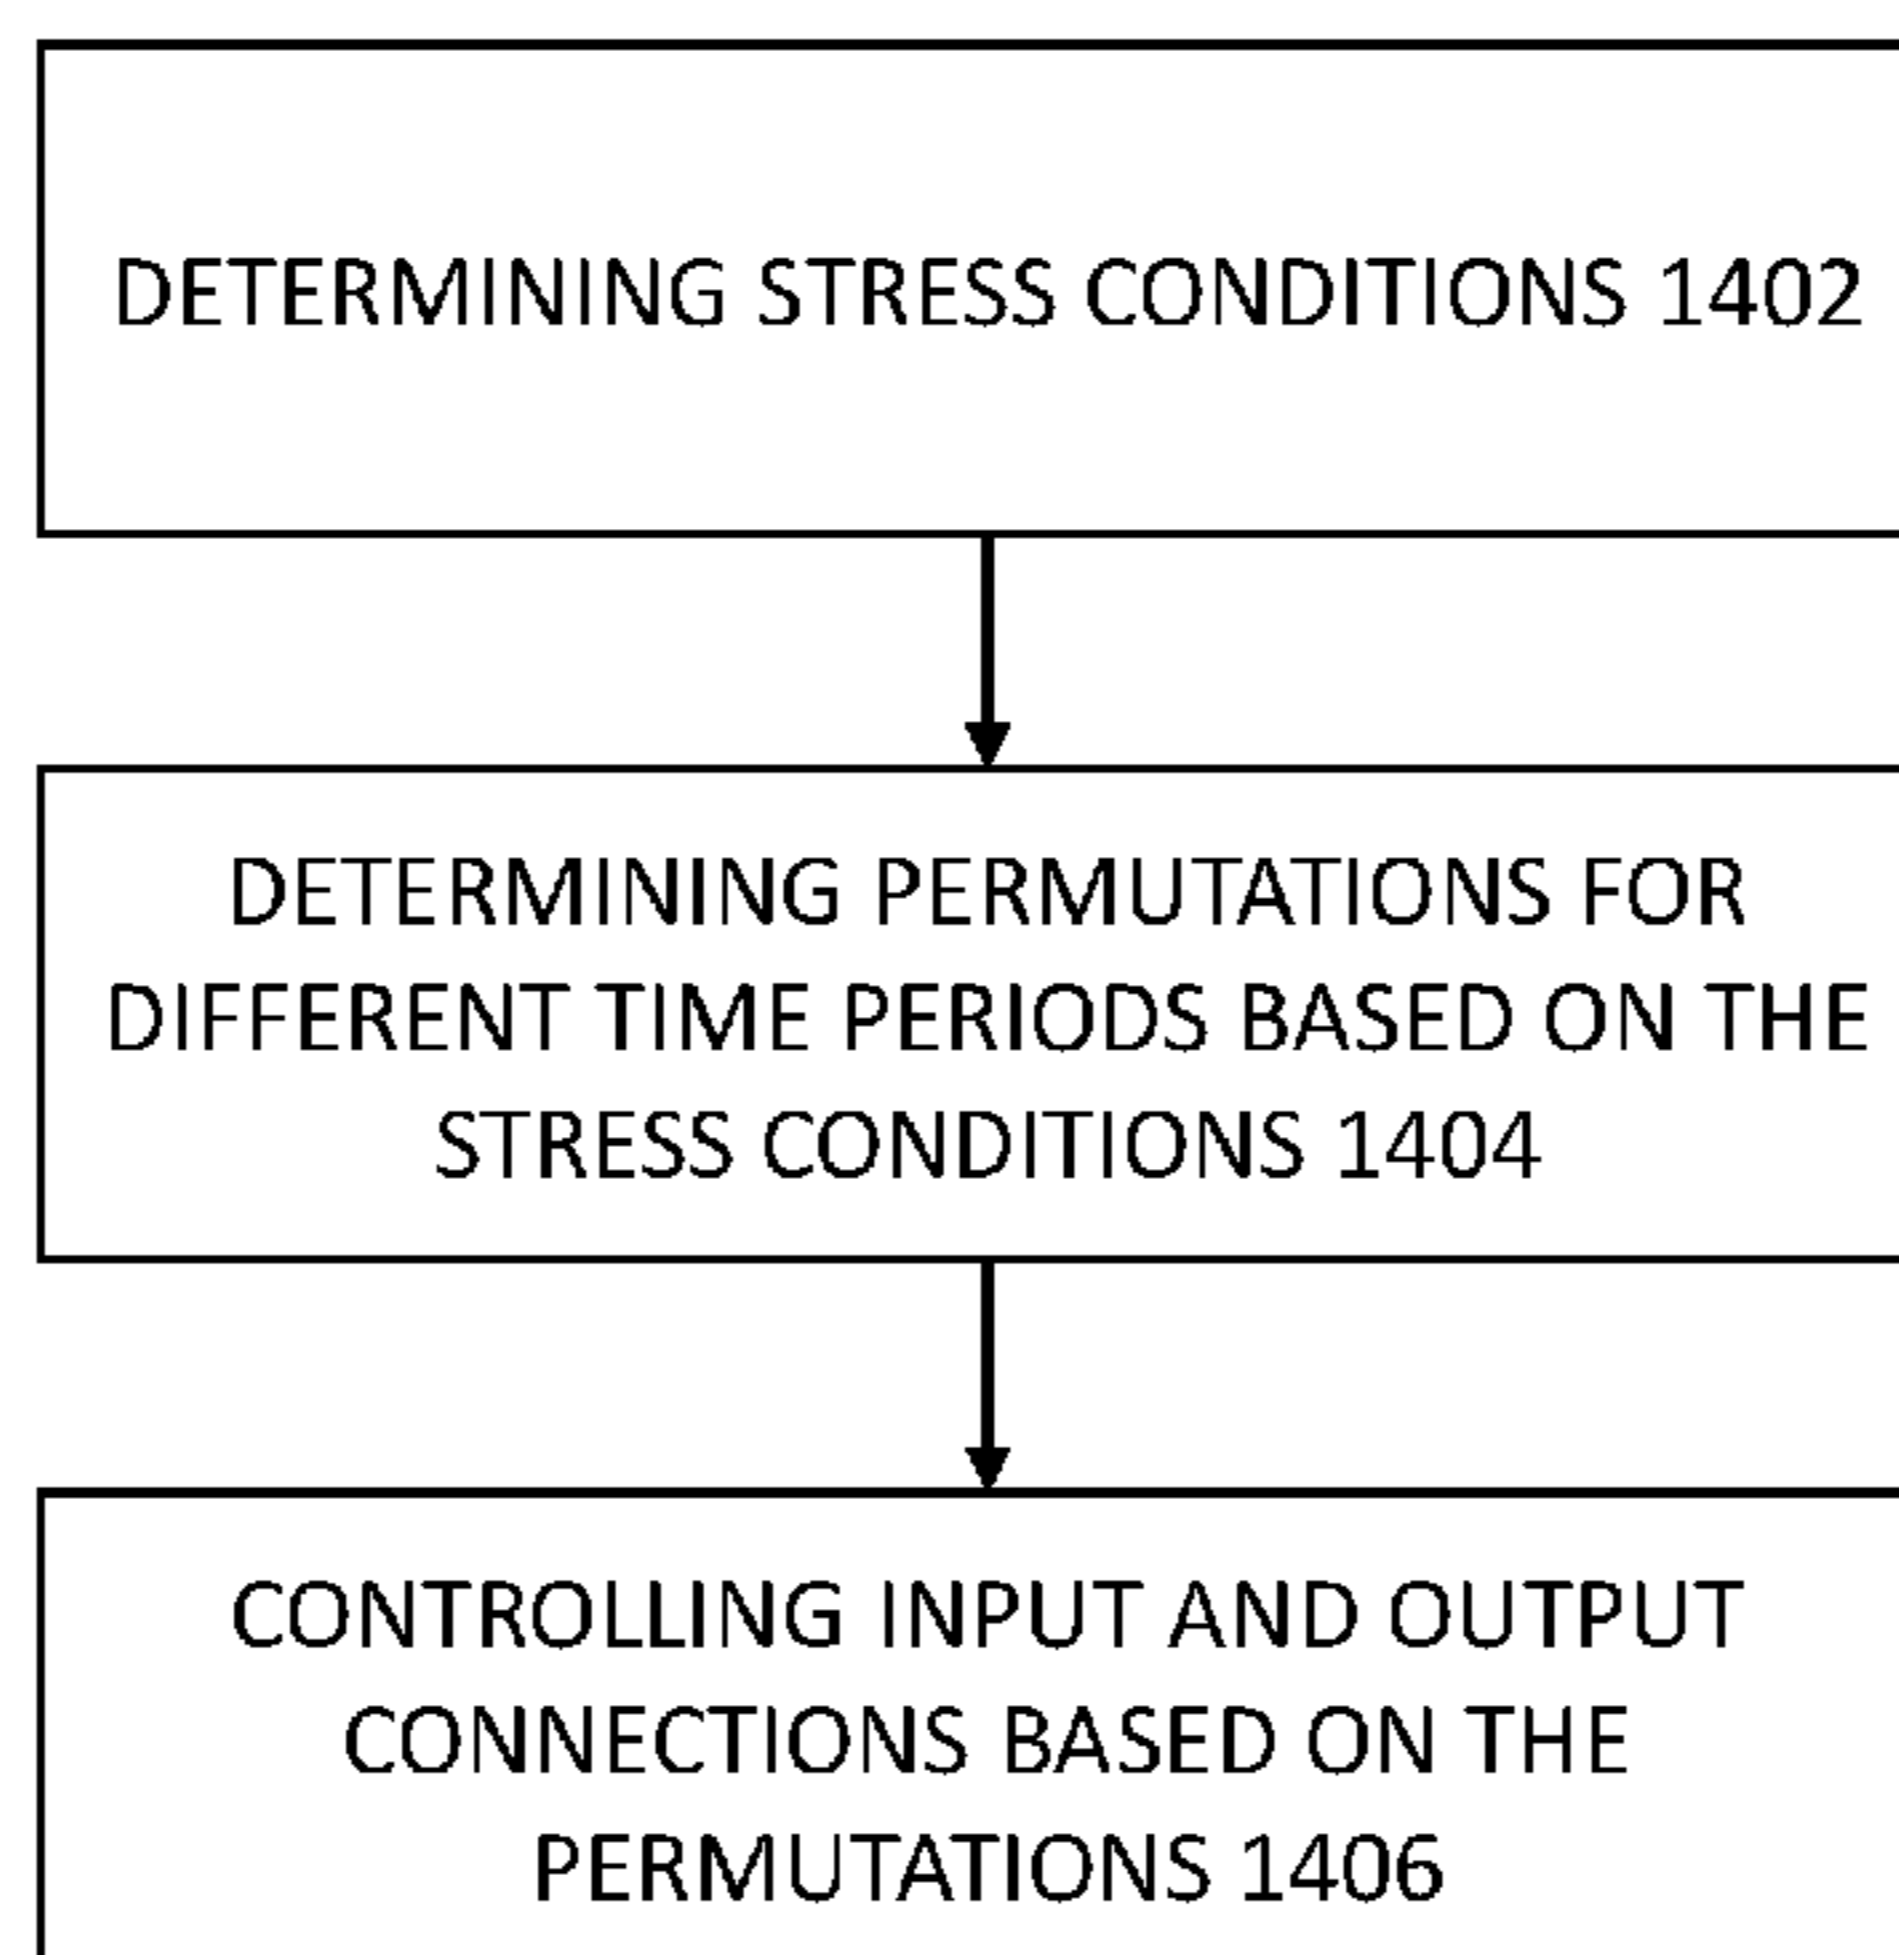 DETERMINING STRESS CONDITIONS 1402
DETERMINING PERMUTATIONS FOR
DIFFERENT TIME PERIODS BASED ON THE
STRESS CONDITIONS 1404
CONTROLLING INPUT AND OUTPUT
CONNECTIONS BASED ON THE
PERMUTATIONS 1406